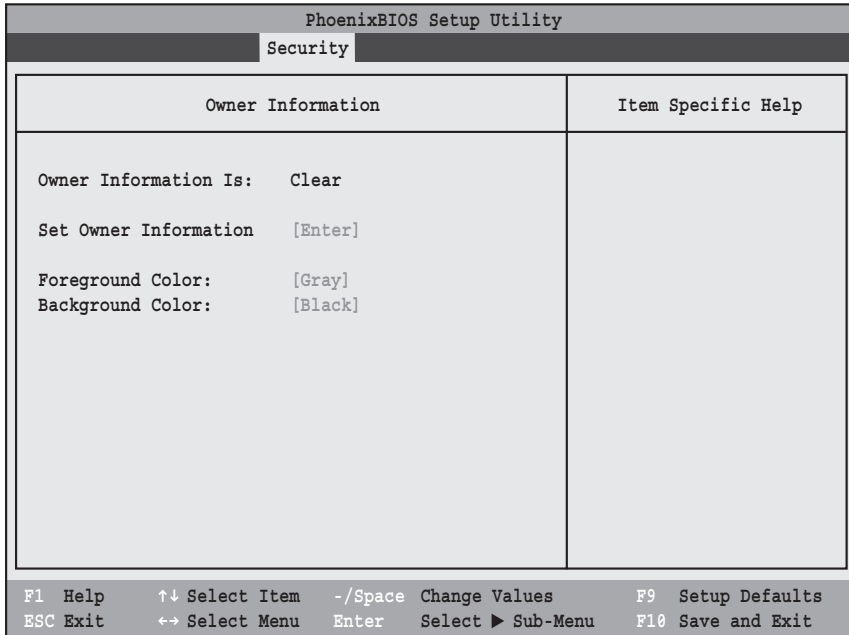 PhoenixBIOS Setup Utility
Security
Owner Information
Item Specific Help
Owner Information Is: Clear
Set Owner Information [Enter]
Foreground Color: [Gray]
Background Color: [Black]
F1 Help ↑↓ Select Item -/Space Change Values F9 Setup Defaults
ESC Exit ←→ Select Menu Enter Select ▶ Sub-Menu F10 Save and Exit